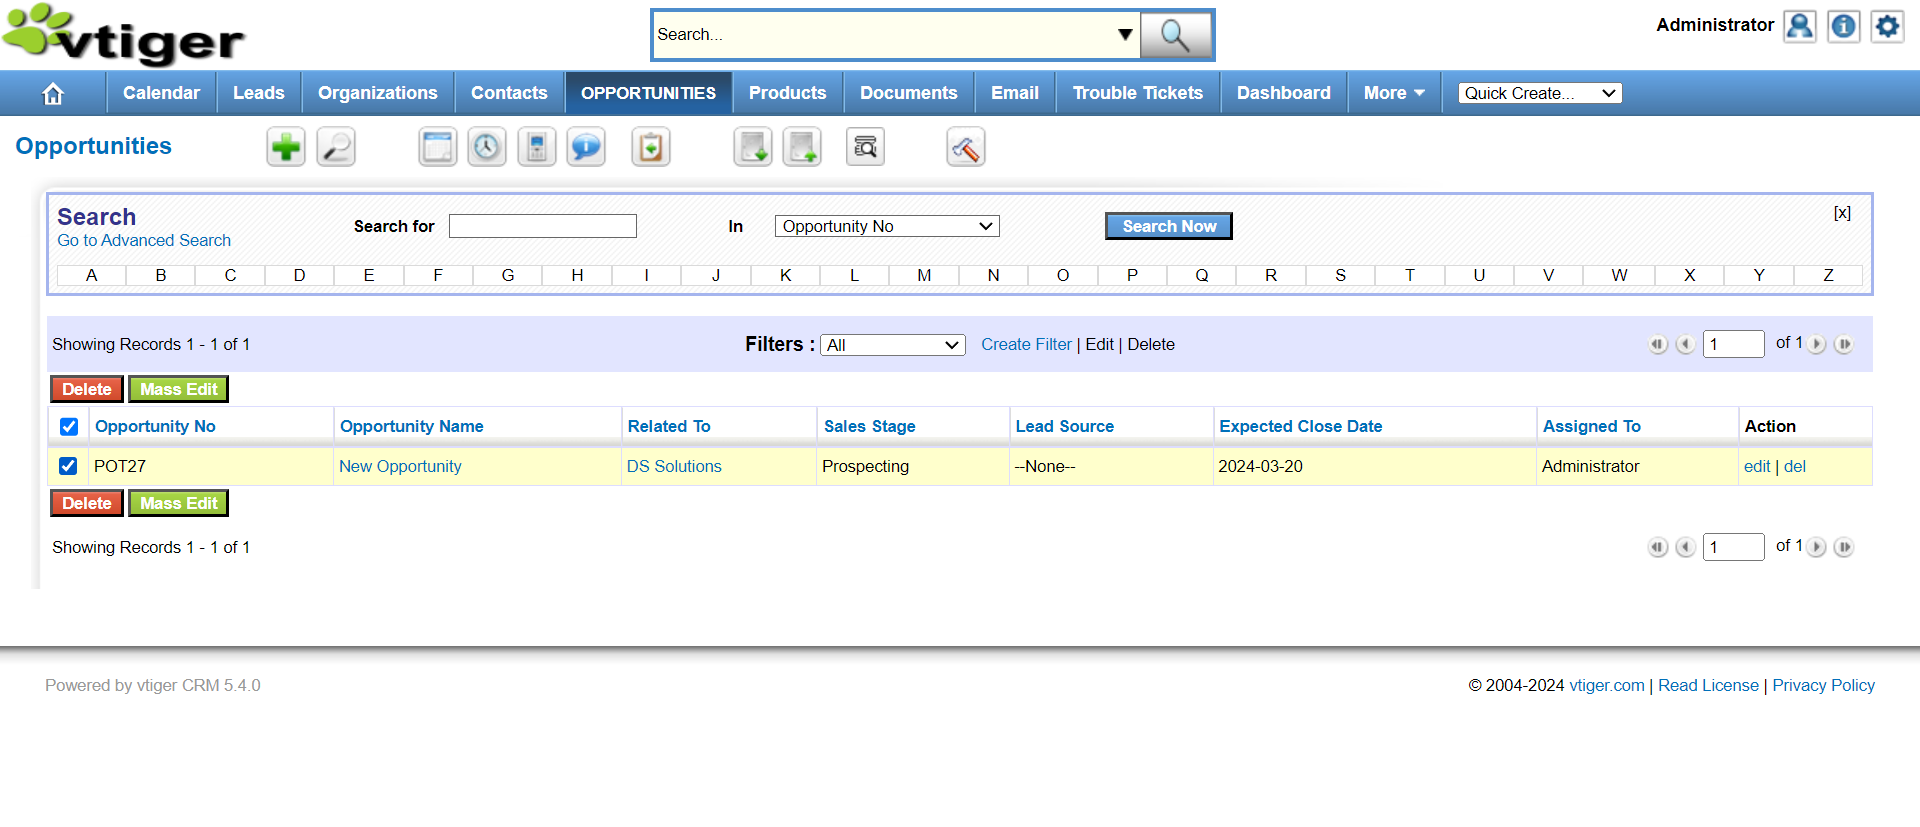 vtiger
Search...
Administrator
Calendar Leads Organizations Contacts OPPORTUNITIES Products Documents Email Trouble Tickets Dashboard More Quick Create...
Opportunities
Search
Go to Advanced Search
Search for In Opportunity No Search Now [x]
A B C D E F G H I J K L M N O P Q R S T U V W X Y Z
Showing Records 1 - 1 of 1 Filters : All Create Filter | Edit | Delete 1 of 1
Delete Mass Edit
Opportunity No Opportunity Name Related To Sales Stage Lead Source Expected Close Date Assigned To Action
POT27 New Opportunity DS Solutions Prospecting --None-- 2024-03-20 Administrator edit | del
Delete Mass Edit
Showing Records 1 - 1 of 1 1 of 1
Powered by vtiger CRM 5.4.0 © 2004-2024 vtiger.com | Read License | Privacy Policy